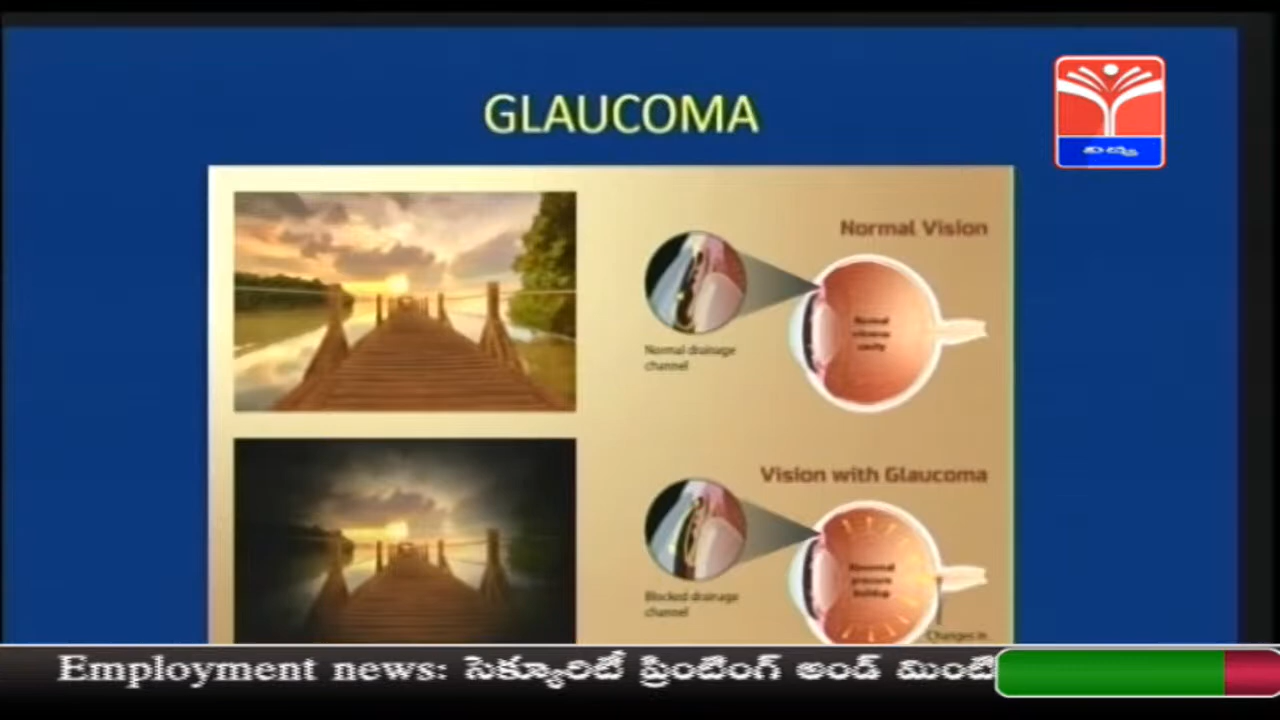 GLAUCOMA
Normal Vision
Normal drainage
channel
Vision with Glaucoma
Blocked drainage
channel
Changes in
Employment news: సెక్యూరిటీ ప్రింటింగ్ అండ్ మింటి